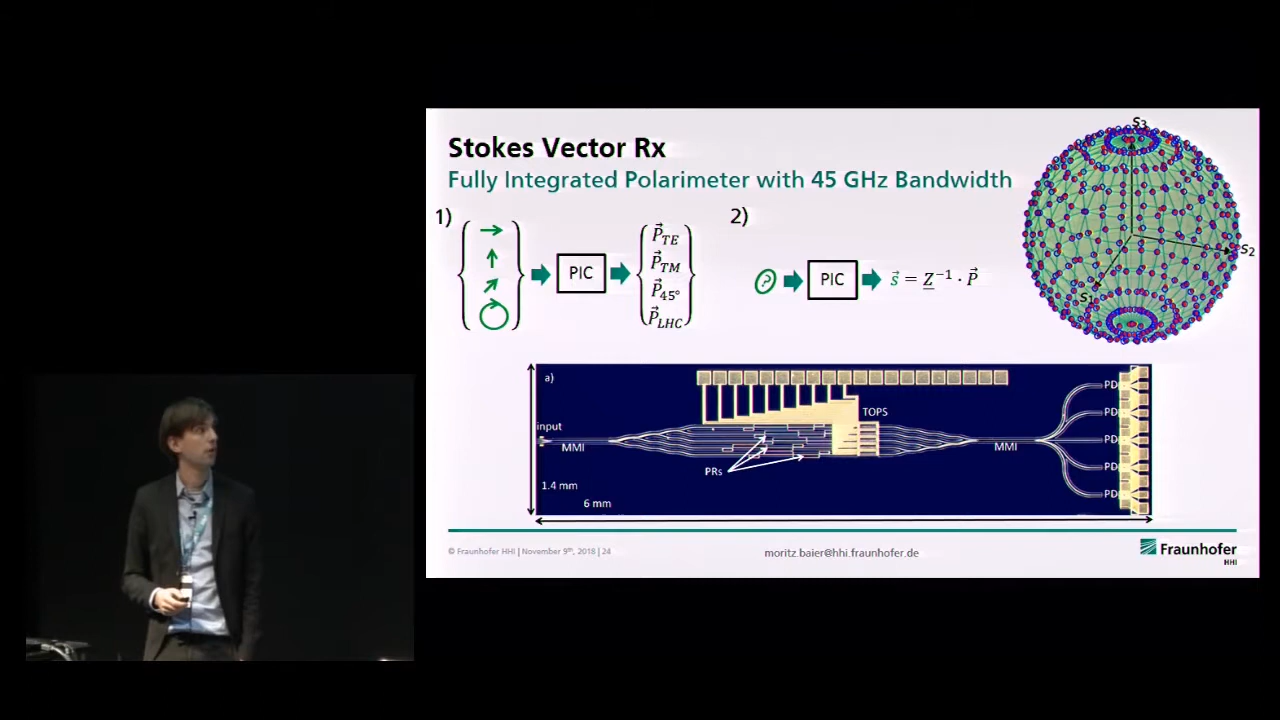 Stokes Vector Rx
Fully Integrated Polarimeter with 45 GHz Bandwidth
1)
PIC
P⃗TE
P⃗TM
P⃗45°
P⃗LHC
2)
?
PIC
s⃗ = Z⁻¹ · P⃗
S3
S2
S1
a)
input
MMI
PRs
TOPS
MMI
PD
PD
PD
PD
PD
1.4 mm
6 mm
© Fraunhofer HHI | November 9th, 2018 | 24
moritz.baier@hhi.fraunhofer.de
Fraunhofer
HHI